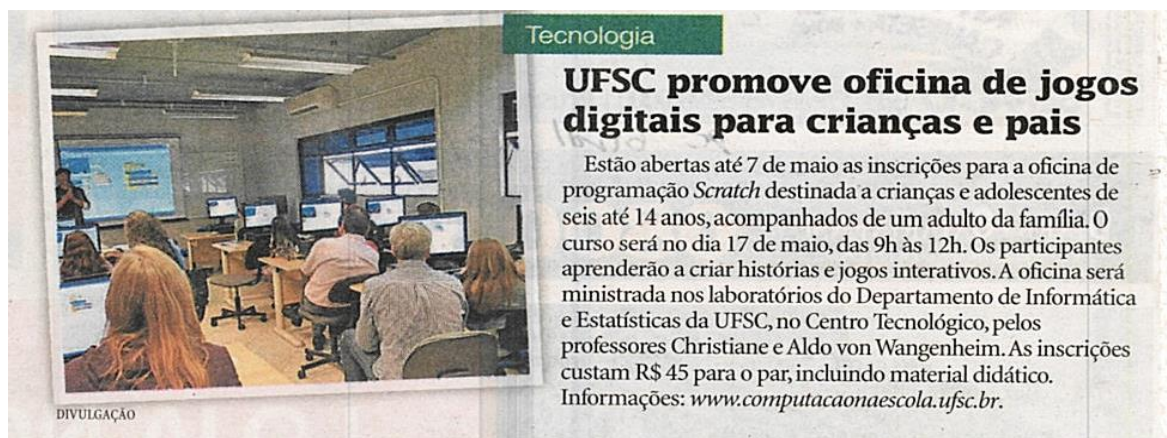 Tecnologia
UFSC promove oficina de jogos
digitais para crianças e pais
Estão abertas até 7 de maio as inscrições para a oficina de
programação Scratch destinada a crianças e adolescentes de
seis até 14 anos, acompanhados de um adulto da família. O
curso será no dia 17 de maio, das 9h às 12h. Os participantes
aprenderão a criar histórias e jogos interativos. A oficina será
ministrada nos laboratórios do Departamento de Informática
e Estatísticas da UFSC, no Centro Tecnológico, pelos
professores Christiane e Aldo von Wangenheim. As inscrições
custam R$ 45 para o par, incluindo material didático.
Informações: www.computacaonaescola.ufsc.br.
DIVULGAÇÃO